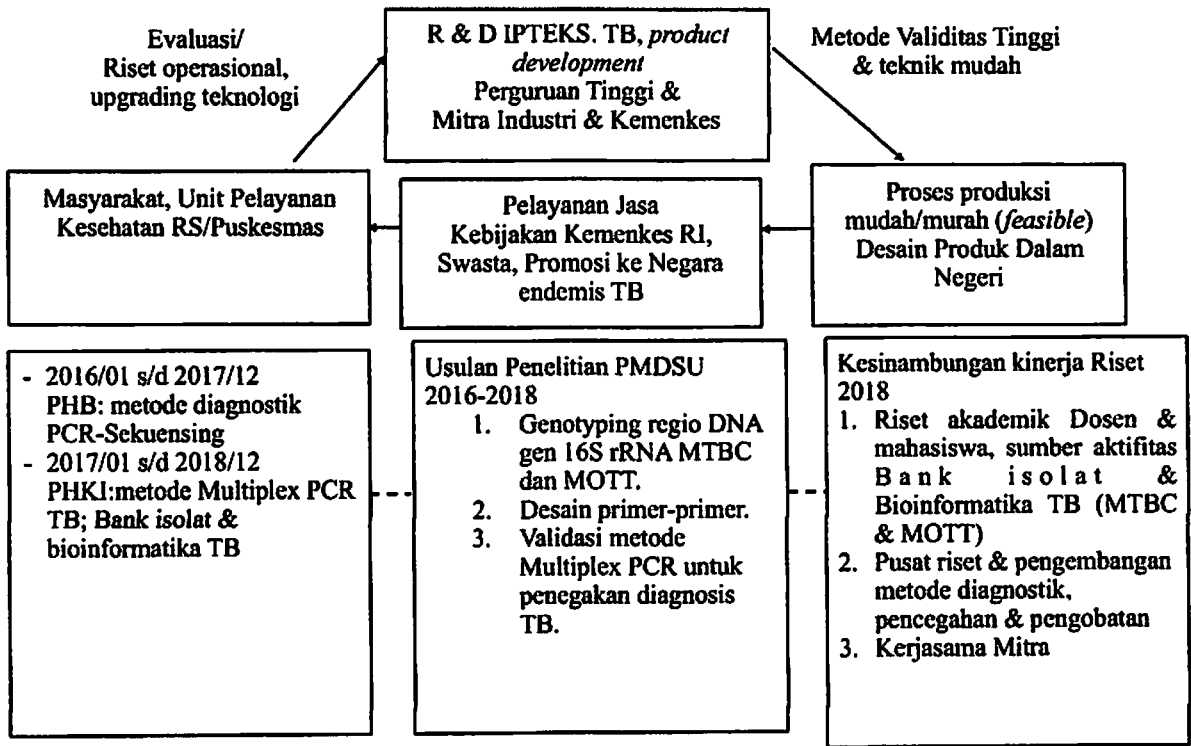 Evaluasi/
Riset operasional,
upgrading teknologi
R & D IPTEKS. TB, product
development
Perguruan Tinggi &
Mitra Industri & Kemenkes
Metode Validitas Tinggi
& teknik mudah
Masyarakat, Unit Pelayanan
Kesehatan RS/Puskesmas
Pelayanan Jasa
Kebijakan Kemenkes RI,
Swasta, Promosi ke Negara
endemis TB
Proses produksi
mudah/murah (feasible)
Desain Produk Dalam
Negeri
- 2016/01 s/d 2017/12
PHB: metode diagnostik
PCR-Sekuensing
- 2017/01 s/d 2018/12
PHKI:metode Multiplex PCR
TB; Bank isolat &
bioinformatika TB
Usulan Penelitian PMDSU
2016-2018
1. Genotyping regio DNA
gen 16S rRNA MTBC
dan MOTT.
2. Desain primer-primer.
3. Validasi metode
Multiplex PCR untuk
penegakan diagnosis
TB.
Kesinambungan kinerja Riset
2018
1. Riset akademik Dosen &
mahasiswa, sumber aktifitas
Bank isolat &
Bioinformatika TB (MTBC
& MOTT)
2. Pusat riset & pengembangan
metode diagnostik,
pencegahan & pengobatan
3. Kerjasama Mitra